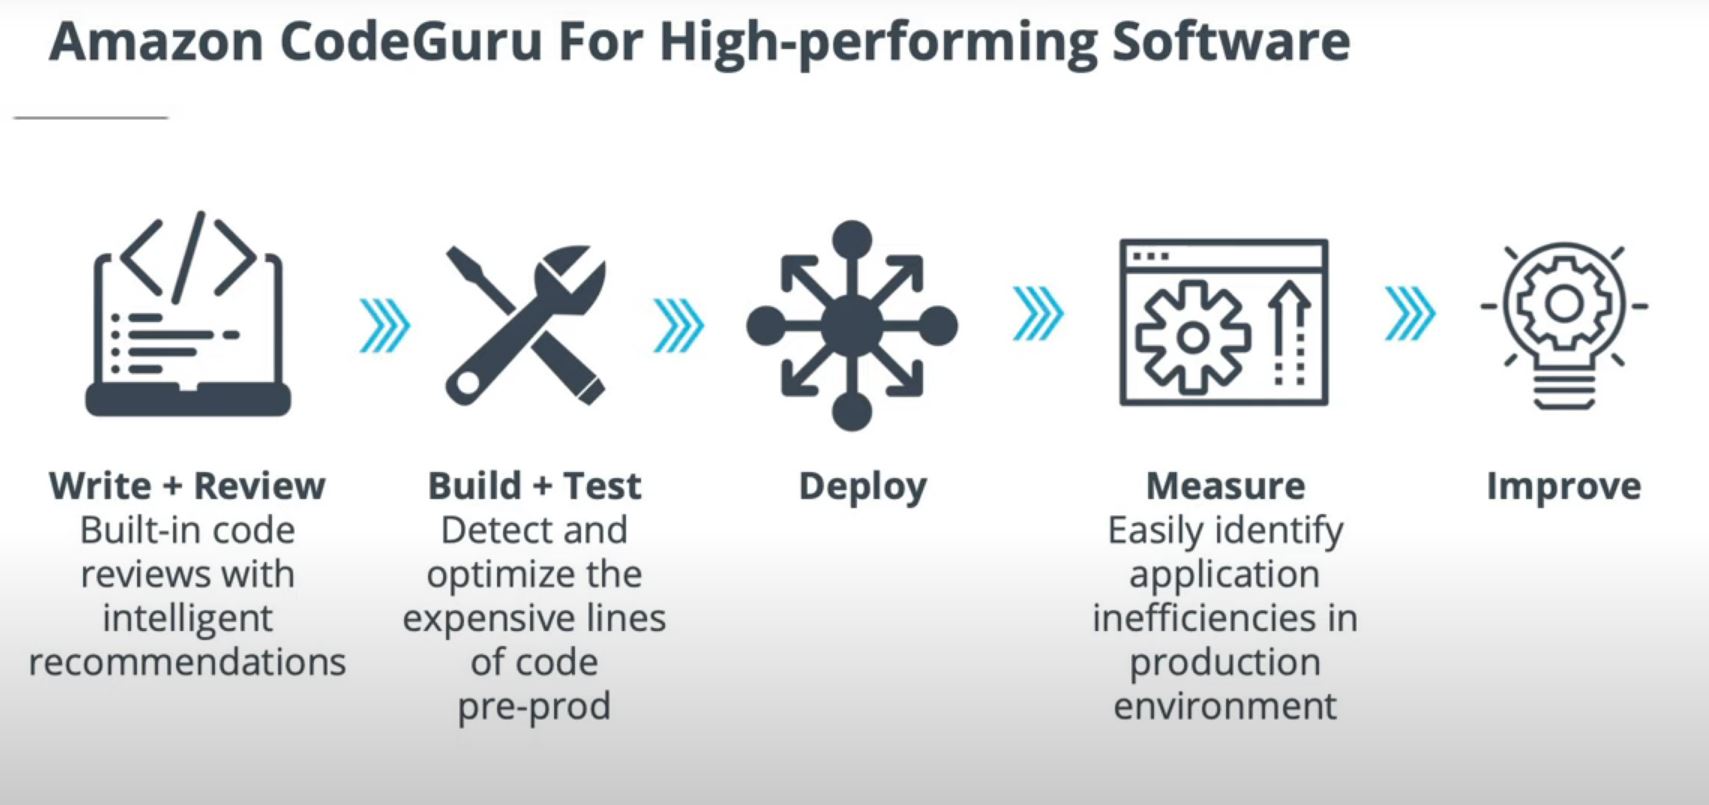 Amazon CodeGuru For High-performing Software
Write + Review
Built-in code
reviews with
intelligent
recommendations
Build + Test
Detect and
optimize the
expensive lines
of code
pre-prod
Deploy
Measure
Easily identify
application
inefficiencies in
production
environment
Improve